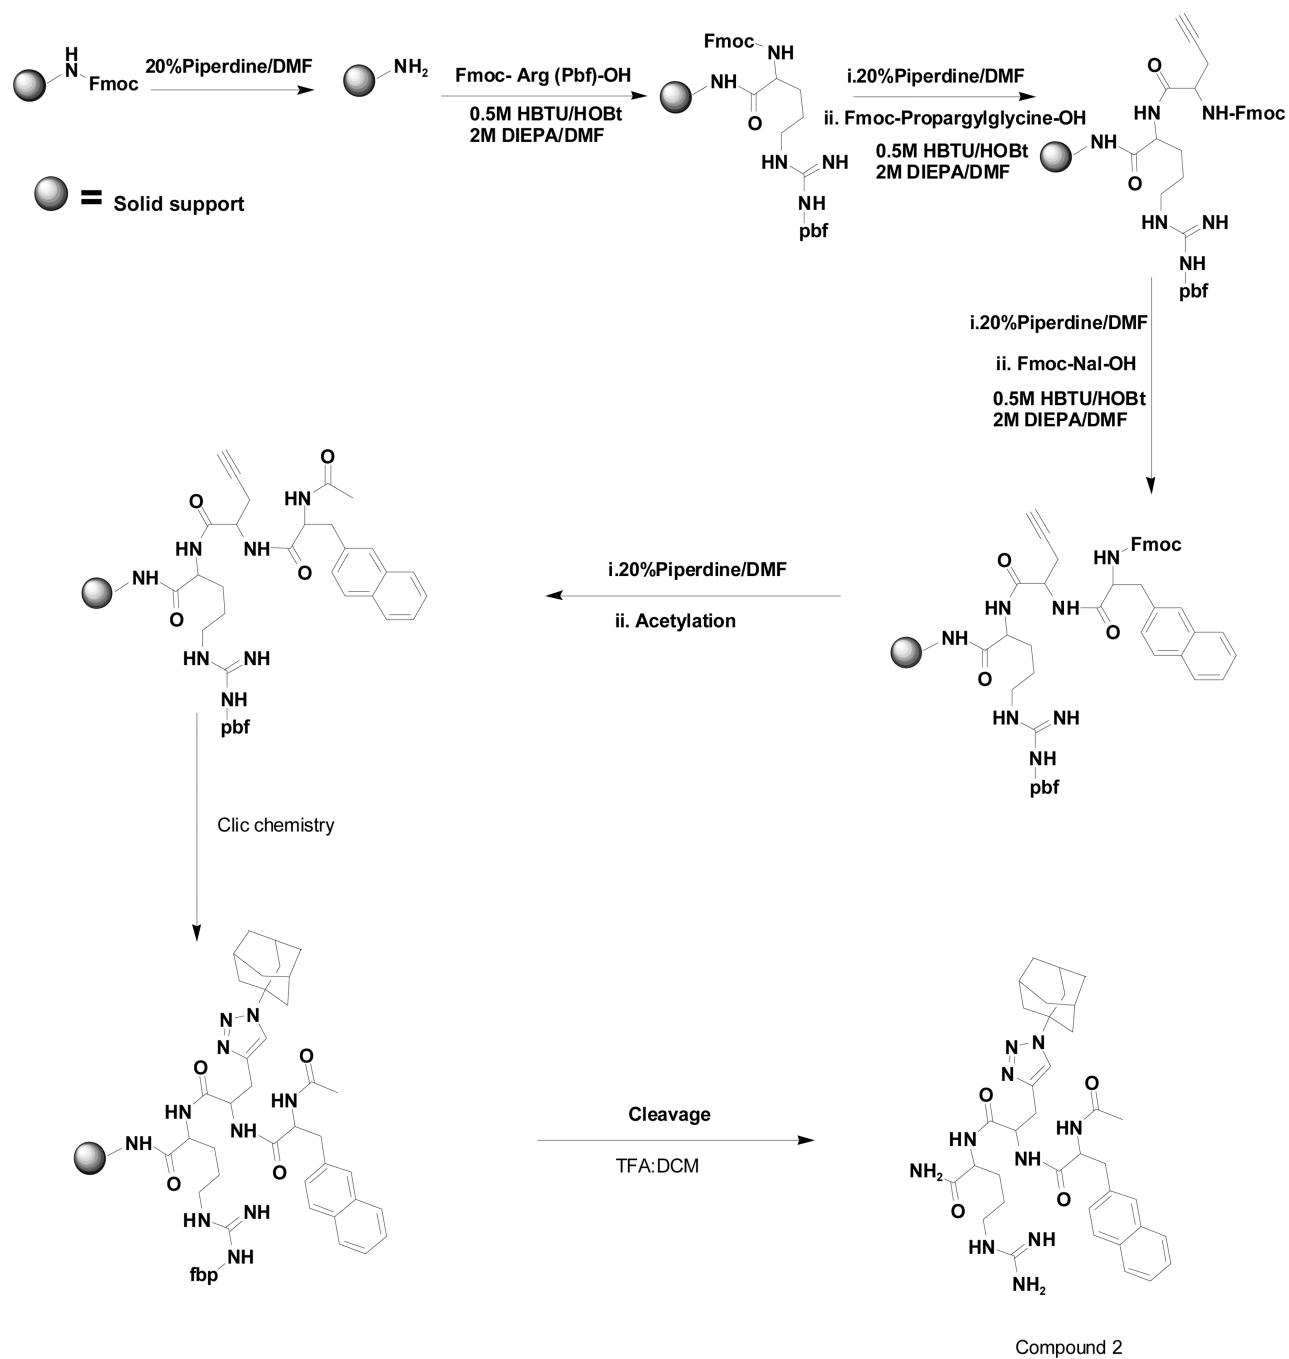 H
N
Fmoc
20%Piperdine/DMF
NH2
Fmoc- Arg (Pbf)-OH
0.5M HBTU/HOBt
2M DIEPA/DMF
Fmoc
NH
NH
O
HN
NH
NH
pbf
i.20%Piperdine/DMF
ii. Fmoc-Propargylglycine-OH
0.5M HBTU/HOBt
2M DIEPA/DMF
O
HN
NH-Fmoc
NH
O
HN
NH
NH
pbf
= Solid support
i.20%Piperdine/DMF
ii. Fmoc-Nal-OH
0.5M HBTU/HOBt
2M DIEPA/DMF
O
HN
Fmoc
HN
NH
O
NH
O
HN
NH
NH
pbf
i.20%Piperdine/DMF
ii. Acetylation
O
O
HN
HN
NH
O
NH
O
HN
NH
NH
pbf
Clic chemistry
N
N
N
O
O
HN
HN
NH
NH
O
O
HN
NH
NH
fbp
Cleavage
TFA:DCM
N
N
N
O
O
HN
HN
NH
NH2
O
O
HN
NH
NH2
Compound 2